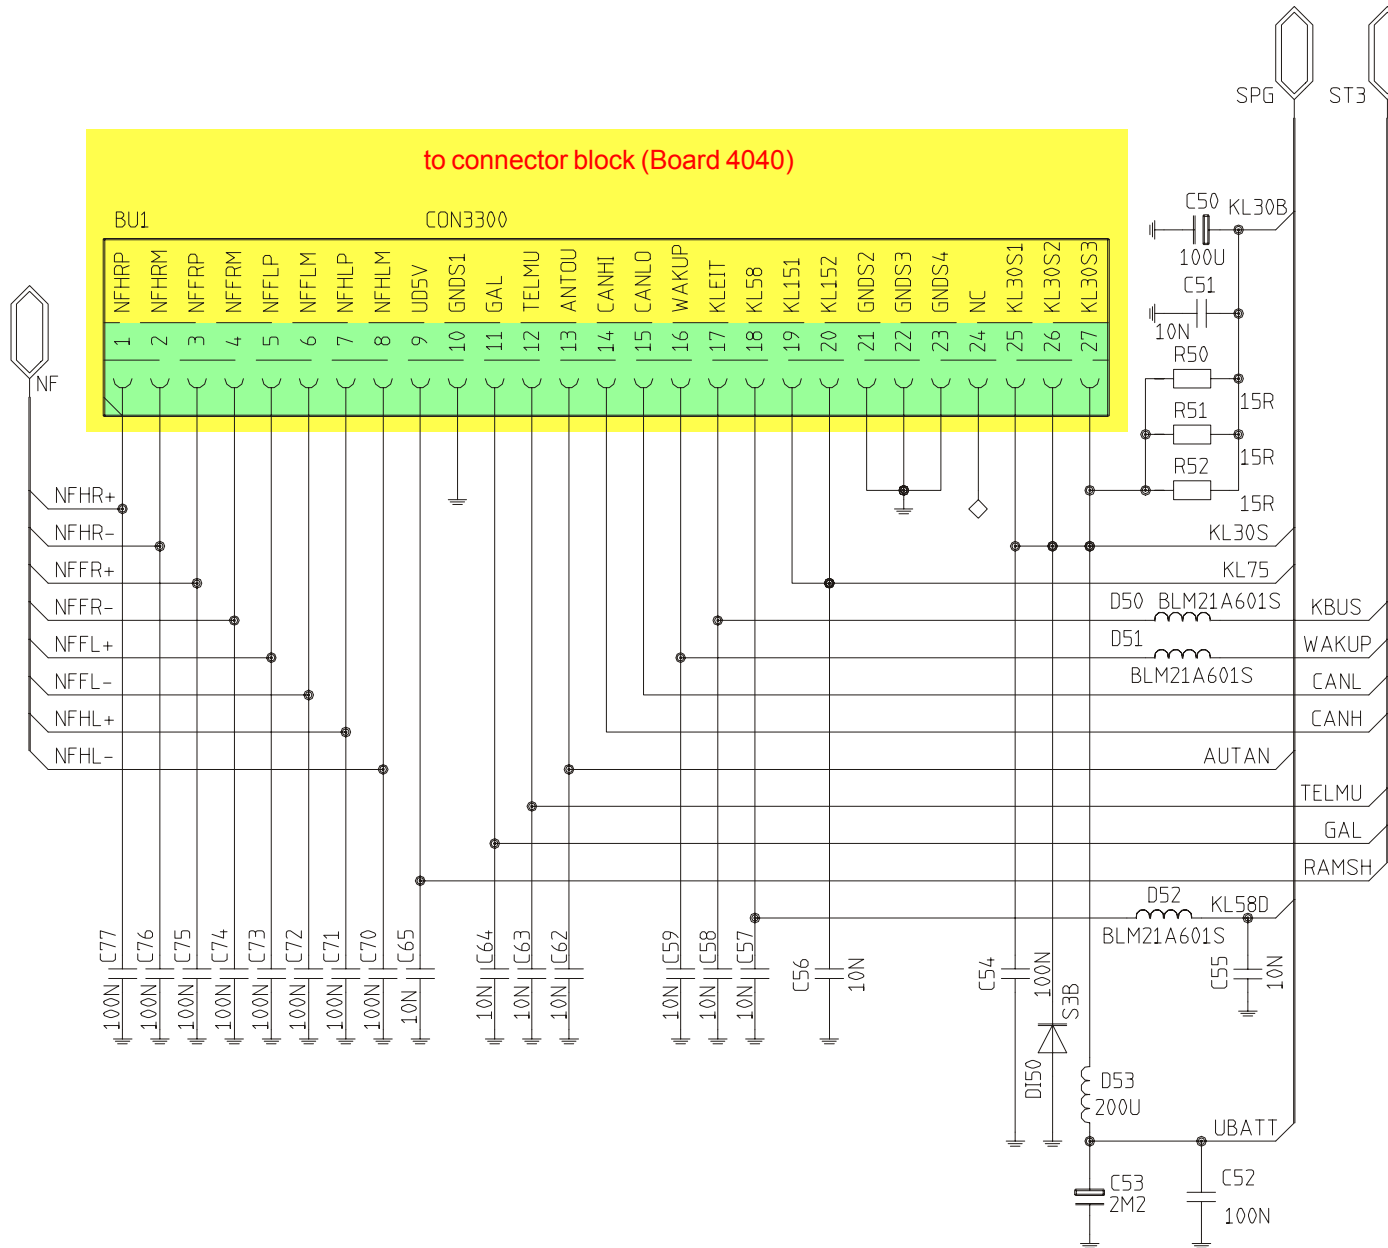 SPG
ST3
to connector block (Board 4040)
BU1
CON3300
NFHRP
NFHRM
NFFRP
NFFRM
NFFLP
NFFLM
NFHLP
NFHLM
UD5V
GNDS1
GAL
TELMU
ANTOU
CANHI
CANLO
WAKUP
KLEIT
KL58
KL151
KL152
GNDS2
GNDS3
GNDS4
NC
KL30S1
KL30S2
KL30S3
1
2
3
4
5
6
7
8
9
10
11
12
13
14
15
16
17
18
19
20
21
22
23
24
25
26
27
C50
KL30B
100U
C51
10N
R50
15R
R51
15R
R52
15R
NF
NFHR+
NFHR-
NFFR+
NFFR-
NFFL+
NFFL-
NFHL+
NFHL-
KL30S
KL75
D50 BLM21A601S
KBUS
D51
WAKUP
BLM21A601S
CANL
CANH
AUTAN
TELMU
GAL
RAMSH
D52
KL58D
BLM21A601S
C77
100N
C76
100N
C75
100N
C74
100N
C73
100N
C72
100N
C71
100N
C70
100N
C65
10N
C64
10N
C63
10N
C62
10N
C59
10N
C58
10N
C57
10N
C56
10N
C54
100N
S3B
DI50
C55
10N
D53
200U
UBATT
C53
2M2
C52
100N